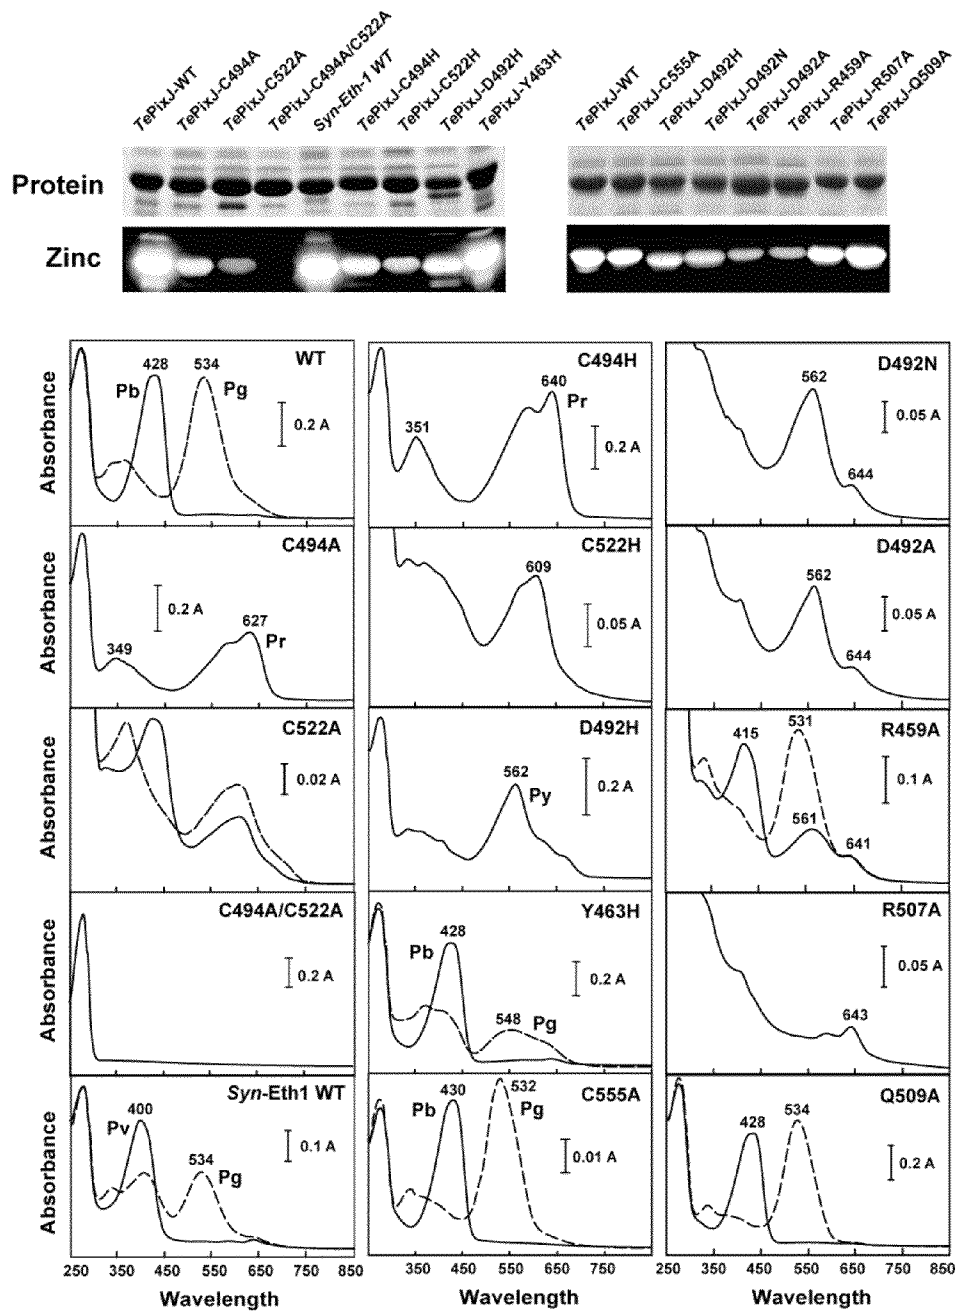 TePixJ-WT
TePixJ-C494A
TePixJ-C522A
TePixJ-C494A/C522A
Syn-Eth-1 WT
TePixJ-C494H
TePixJ-C522H
TePixJ-D492H
TePixJ-Y463H
TePixJ-WT
TePixJ-C555A
TePixJ-D492H
TePixJ-D492N
TePixJ-D492A
TePixJ-R459A
TePixJ-R507A
TePixJ-Q509A
Protein
Zinc
Absorbance
WT
428
534
Pb
Pg
0.2 A
C494H
351
640
Pr
0.2 A
D492N
562
644
0.05 A
Absorbance
C494A
0.2 A
349
627
Pr
C522H
609
0.05 A
D492A
562
644
0.05 A
Absorbance
C522A
0.02 A
D492H
562
Py
0.2 A
R459A
415
531
561
641
0.1 A
Absorbance
C494A/C522A
0.2 A
Y463H
428
Pb
548
Pg
0.2 A
R507A
643
0.05 A
Absorbance
Syn-Eth1 WT
400
Pv
534
Pg
0.1 A
C555A
430
Pb
532
Pg
0.01 A
Q509A
428
534
0.2 A
250 350 450 550 650 750 850
350 450 550 650 750
350 450 550 650 750 850
Wavelength
Wavelength
Wavelength